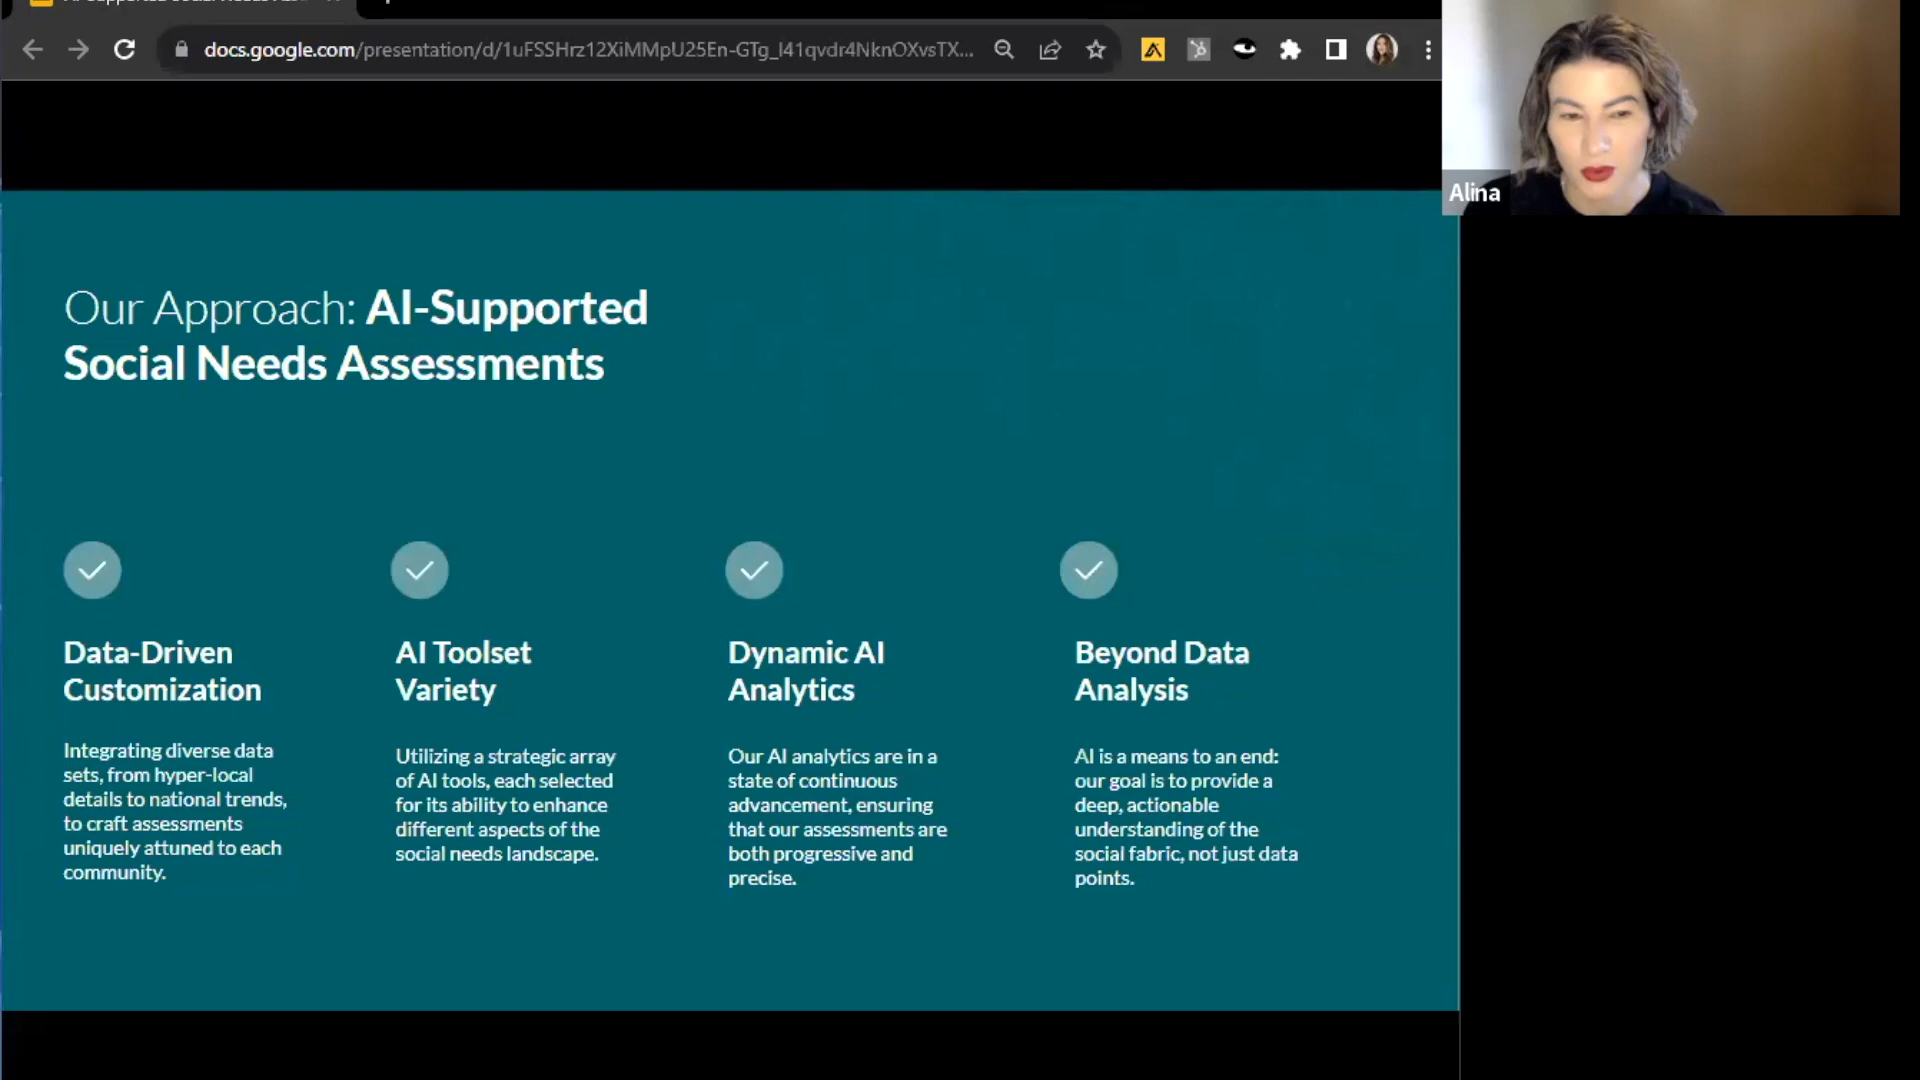 docs.google.com/presentation/d/1uFSSHrz12XiMMpU25En-GTg_I41qvdr4NknOXvsTX...
Alina
Our Approach: AI-Supported
Social Needs Assessments
Data-Driven
Customization
Integrating diverse data
sets, from hyper-local
details to national trends,
to craft assessments
uniquely attuned to each
community.
AI Toolset
Variety
Utilizing a strategic array
of AI tools, each selected
for its ability to enhance
different aspects of the
social needs landscape.
Dynamic AI
Analytics
Our AI analytics are in a
state of continuous
advancement, ensuring
that our assessments are
both progressive and
precise.
Beyond Data
Analysis
AI is a means to an end:
our goal is to provide a
deep, actionable
understanding of the
social fabric, not just data
points.